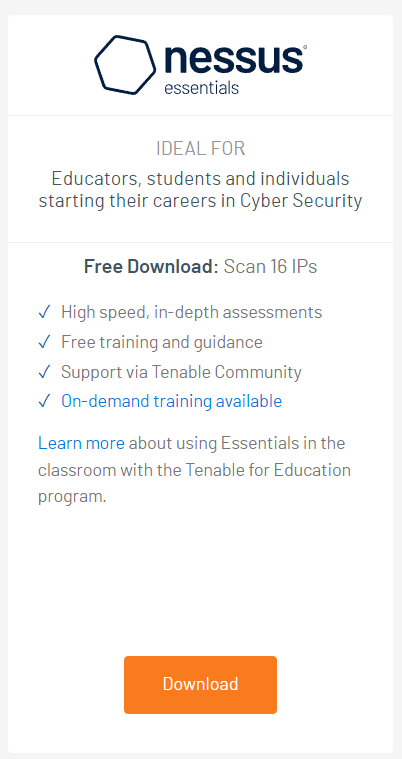 nessus®
essentials
IDEAL FOR
Educators, students and individuals
starting their careers in Cyber Security
Free Download: Scan 16 IPs
✓ High speed, in-depth assessments
✓ Free training and guidance
✓ Support via Tenable Community
✓ On-demand training available
Learn more about using Essentials in the
classroom with the Tenable for Education
program.
Download